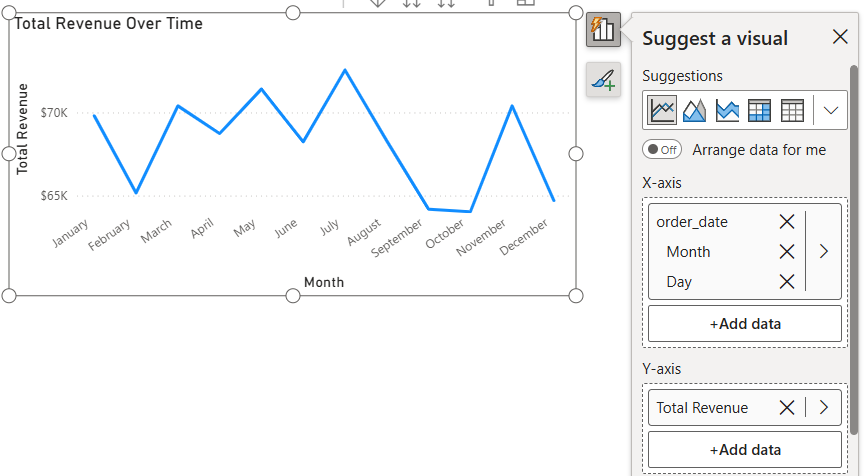 Total Revenue Over Time
Total Revenue
$70K
$65K
January
February
March
April
May
June
July
August
September
October
November
December
Month
Suggest a visual
Suggestions
Off
Arrange data for me
X-axis
order_date
Month
Day
+Add data
Y-axis
Total Revenue
+Add data